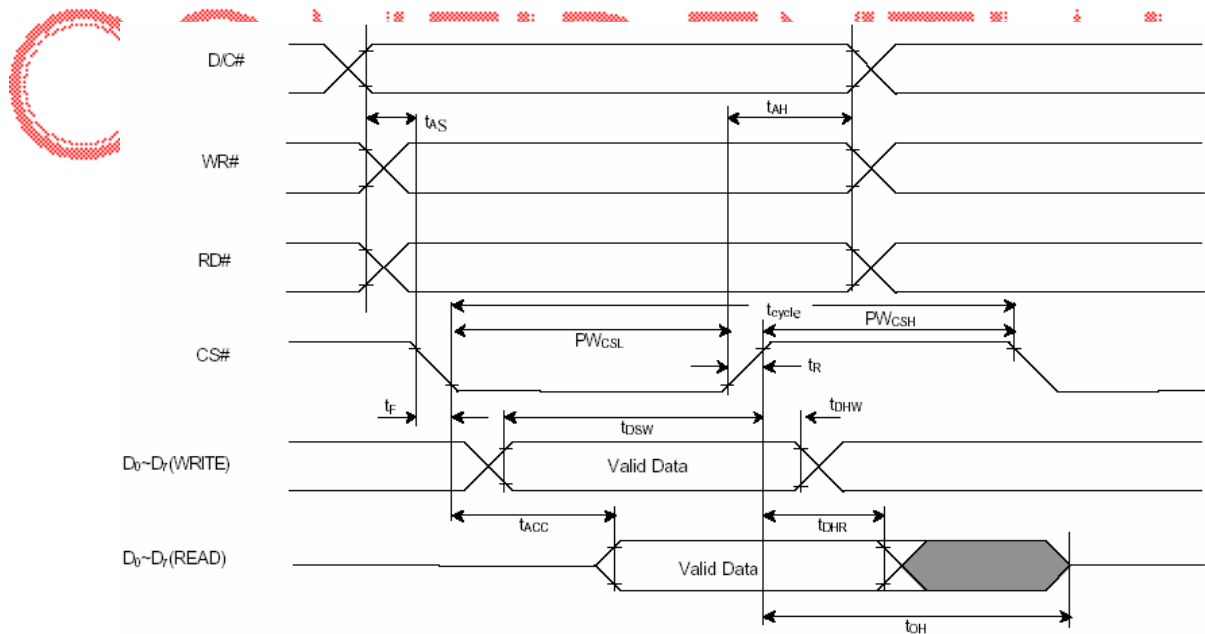 D/C#
tAS
tAH
WR#
RD#
tcycle
PWCSL
PWCSH
CS#
tR
tF
tDSW
tDHW
D0~D7(WRITE)
Valid Data
tACC
tDHR
D0~D7(READ)
Valid Data
tOH